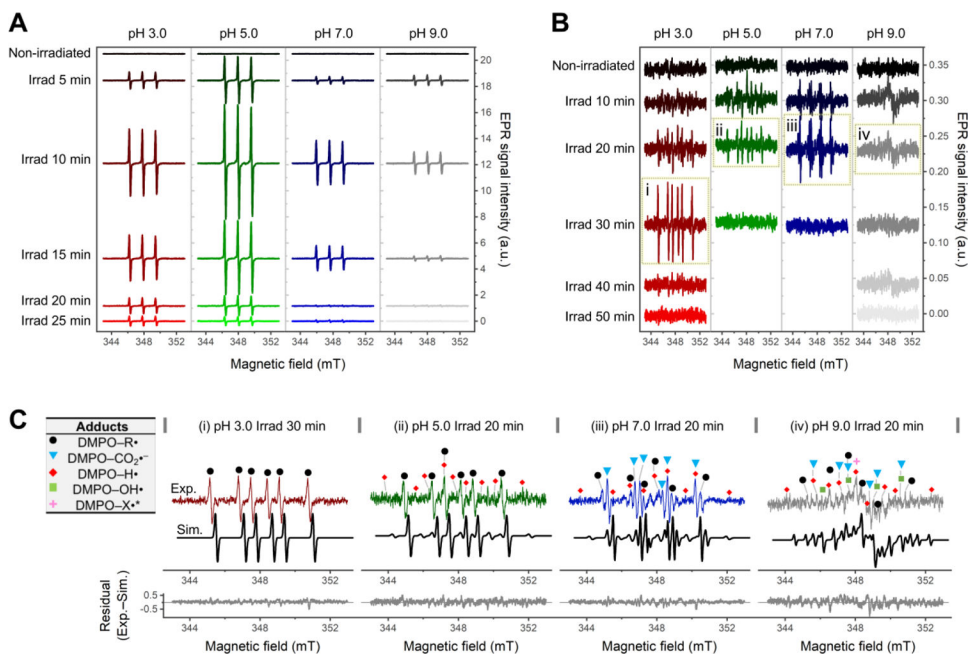 A
pH 3.0 pH 5.0 pH 7.0 pH 9.0
Non-irradiated
Irrad 5 min
Irrad 10 min
Irrad 15 min
Irrad 20 min
Irrad 25 min
20
18
16
14
12
10
8
6
4
2
0
EPR signal intensity (a.u.)
344 348 352 344 348 352 344 348 352 344 348 352
Magnetic field (mT) Magnetic field (mT)
B
pH 3.0 pH 5.0 pH 7.0 pH 9.0
Non-irradiated
Irrad 10 min
Irrad 20 min
Irrad 30 min
Irrad 40 min
Irrad 50 min
i
ii
iii
iv
0.35
0.30
0.25
0.20
0.15
0.10
0.05
0.00
EPR signal intensity (a.u.)
344 348 352 344 348 352 344 348 352 344 348 352
Magnetic field (mT) Magnetic field (mT)
C
Adducts
DMPO–R•
DMPO–CO₂•⁻
DMPO–H•
DMPO–OH•
DMPO–X•*
(i) pH 3.0 Irrad 30 min
(ii) pH 5.0 Irrad 20 min
(iii) pH 7.0 Irrad 20 min
(iv) pH 9.0 Irrad 20 min
Exp.
Sim.
344 348 352 344 348 352 344 348 352 344 348 352
Residual
(Exp.–Sim.)
0.5
-0.5
344 348 352 344 348 352 344 348 352 344 348 352
Magnetic field (mT) Magnetic field (mT)